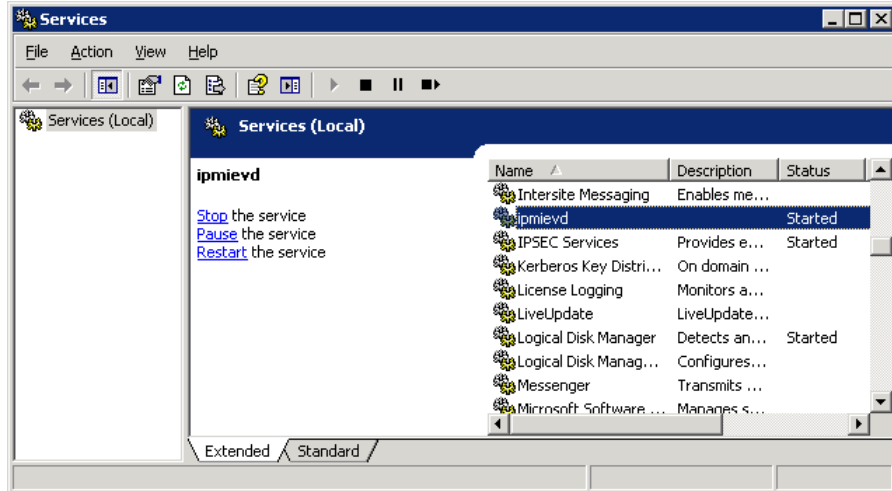 Services
File Action View Help
Services (Local)
Services (Local)
ipmievd
Stop the service
Pause the service
Restart the service
Name Description Status
Intersite Messaging Enables me...
ipmievd Started
IPSEC Services Provides e... Started
Kerberos Key Distri... On domain ...
License Logging Monitors a...
LiveUpdate LiveUpdate...
Logical Disk Manager Detects an... Started
Logical Disk Manag... Configures...
Messenger Transmits ...
Microsoft Software ... Manages s...
Extended Standard